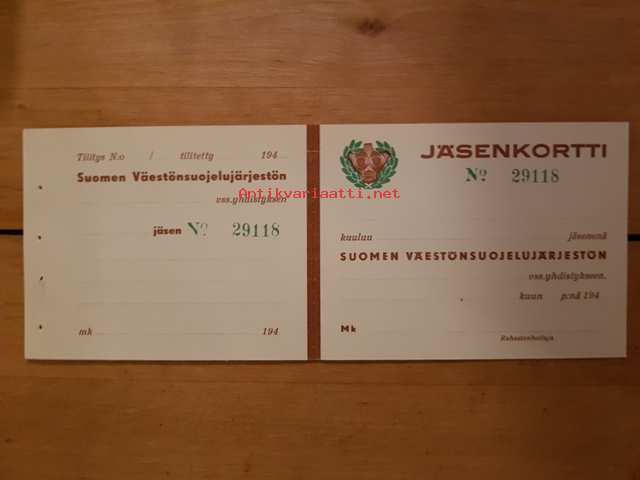 Tilitys N:o / tilitetty 194
Suomen Väestönsuojelujärjestön
vss.yhdistyksen
jäsen Nº 29118
mk 194
JÄSENKORTTI
Nº 29118
kuuluu jäsenenä
SUOMEN VÄESTÖNSUOJELUJÄRJESTÖN
vss.yhdistykseen.
kuun p:nä 194
Mk
Rahastonhoitaja
Antikvariaatti.net